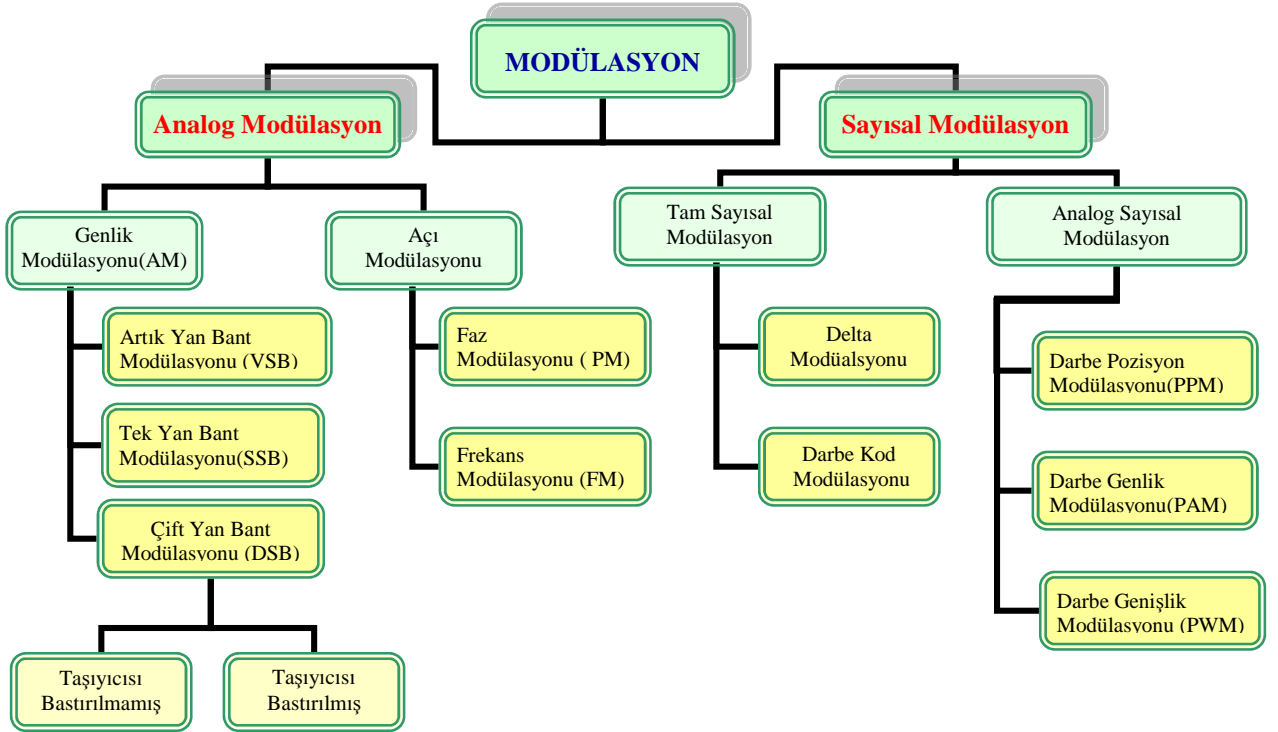 MODÜLASYON
Analog Modülasyon
Sayısal Modülasyon
Genlik
Modülasyonu(AM)
Açı
Modülasyonu
Tam Sayısal
Modülasyon
Analog Sayısal
Modülasyon
Artık Yan Bant
Modülasyonu (VSB)
Tek Yan Bant
Modülasyonu(SSB)
Çift Yan Bant
Modülasyonu (DSB)
Taşıyıcısı
Bastırılmamış
Taşıyıcısı
Bastırılmış
Faz
Modülasyonu ( PM)
Frekans
Modülasyonu (FM)
Delta
Modüalsyonu
Darbe Kod
Modülasyonu
Darbe Pozisyon
Modülasyonu(PPM)
Darbe Genlik
Modülasyonu(PAM)
Darbe Genişlik
Modülasyonu (PWM)